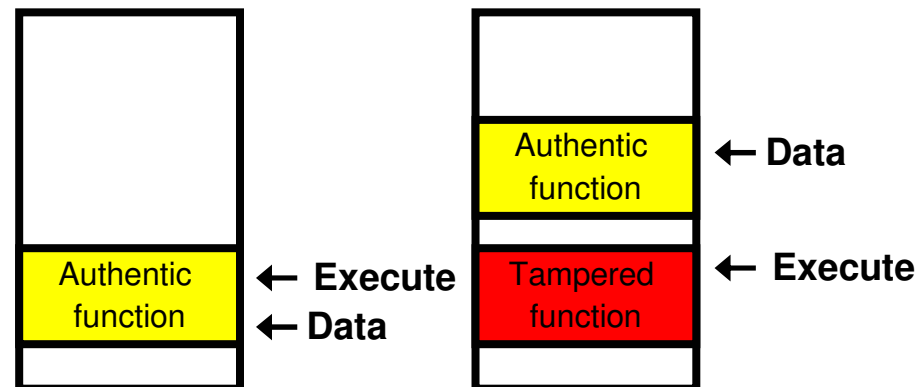 Authentic
function
Execute
Data
Authentic
function
Data
Tampered
function
Execute